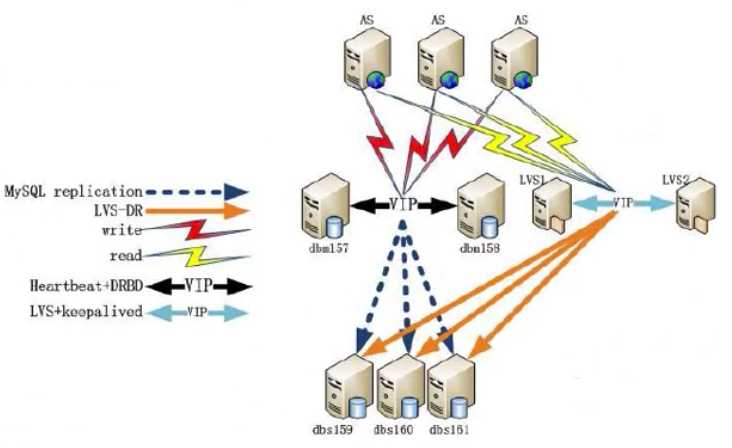 AS AS AS
LVS1 LVS2
MySQL replication
VIP
VIP
LVS-DR
write
dbm157 dbm158
read
Heartbeat+DRBD VIP
LVS+keepalived VIP
dbs159 dbs160 dbs161